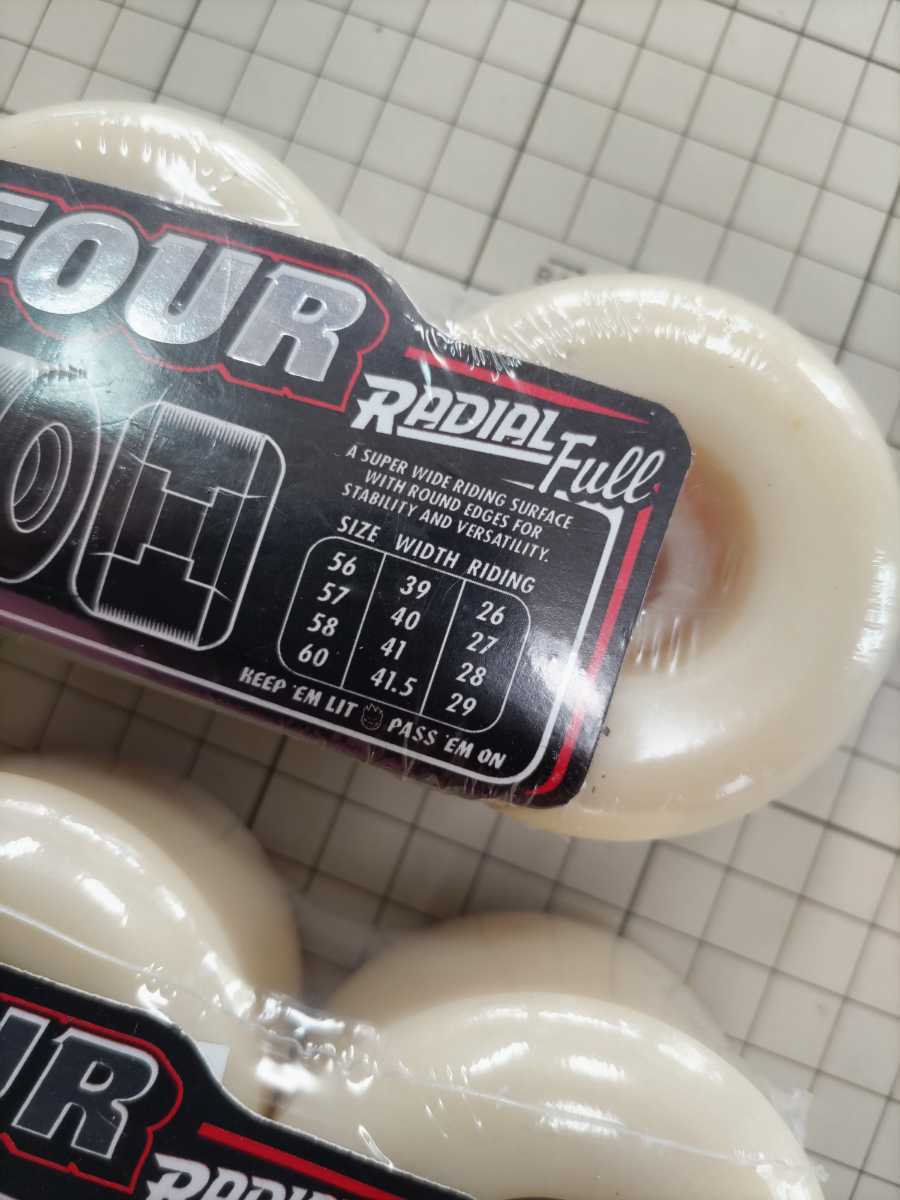 FOUR
RADIAL Full
A SUPER WIDE RIDING SURFACE
WITH ROUND EDGES FOR
STABILITY AND VERSATILITY.
SIZE WIDTH RIDING
56 39 26
57 40 27
58 41 28
60 41.5 29
KEEP 'EM LIT PASS 'EM ON
UR
RADIAL